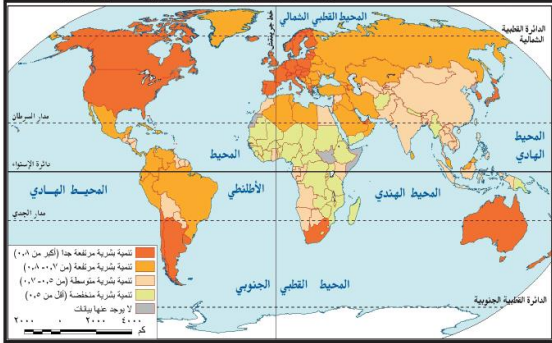 المحيط القطبي الشمالي
خط جرينتش
الدائرة القطبية
الشمالية
مدار السرطان
المحيط
الهادي
دائرة الإستواء
المحيط
الأطلنطي
المحيط الهندي
المحيط الهادي
مدار الجدي
المحيط القطبي الجنوبي
الدائرة القطبية الجنوبية
تنمية بشرية مرتفعة جدا (أكبر من ٠,٨)
تنمية بشرية مرتفعة (من ٠,٧-٠,٨)
تنمية بشرية متوسطة (من ٠,٥-٠,٧)
تنمية بشرية منخفضة (أقل من ٠,٥)
لا يوجد عنها بيانات
٢٠٠٠ ٠ ٢٠٠٠ ٤٠٠٠
كم